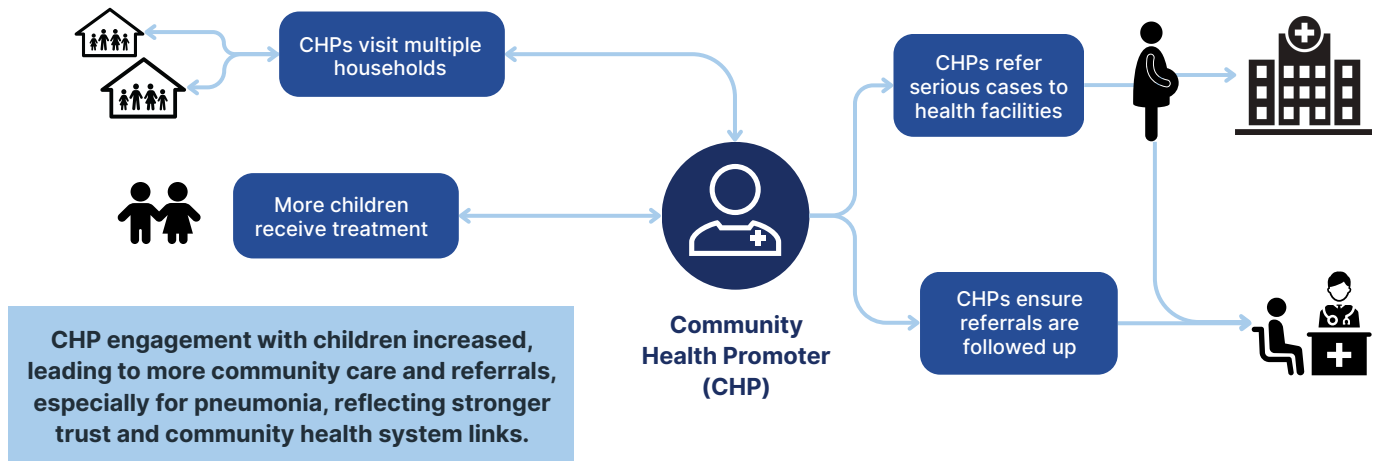 CHPs visit multiple
households
More children
receive treatment
CHP engagement with children increased,
leading to more community care and referrals,
especially for pneumonia, reflecting stronger
trust and community health system links.
Community
Health Promoter
(CHP)
CHPs refer
serious cases to
health facilities
CHPs ensure
referrals are
followed up